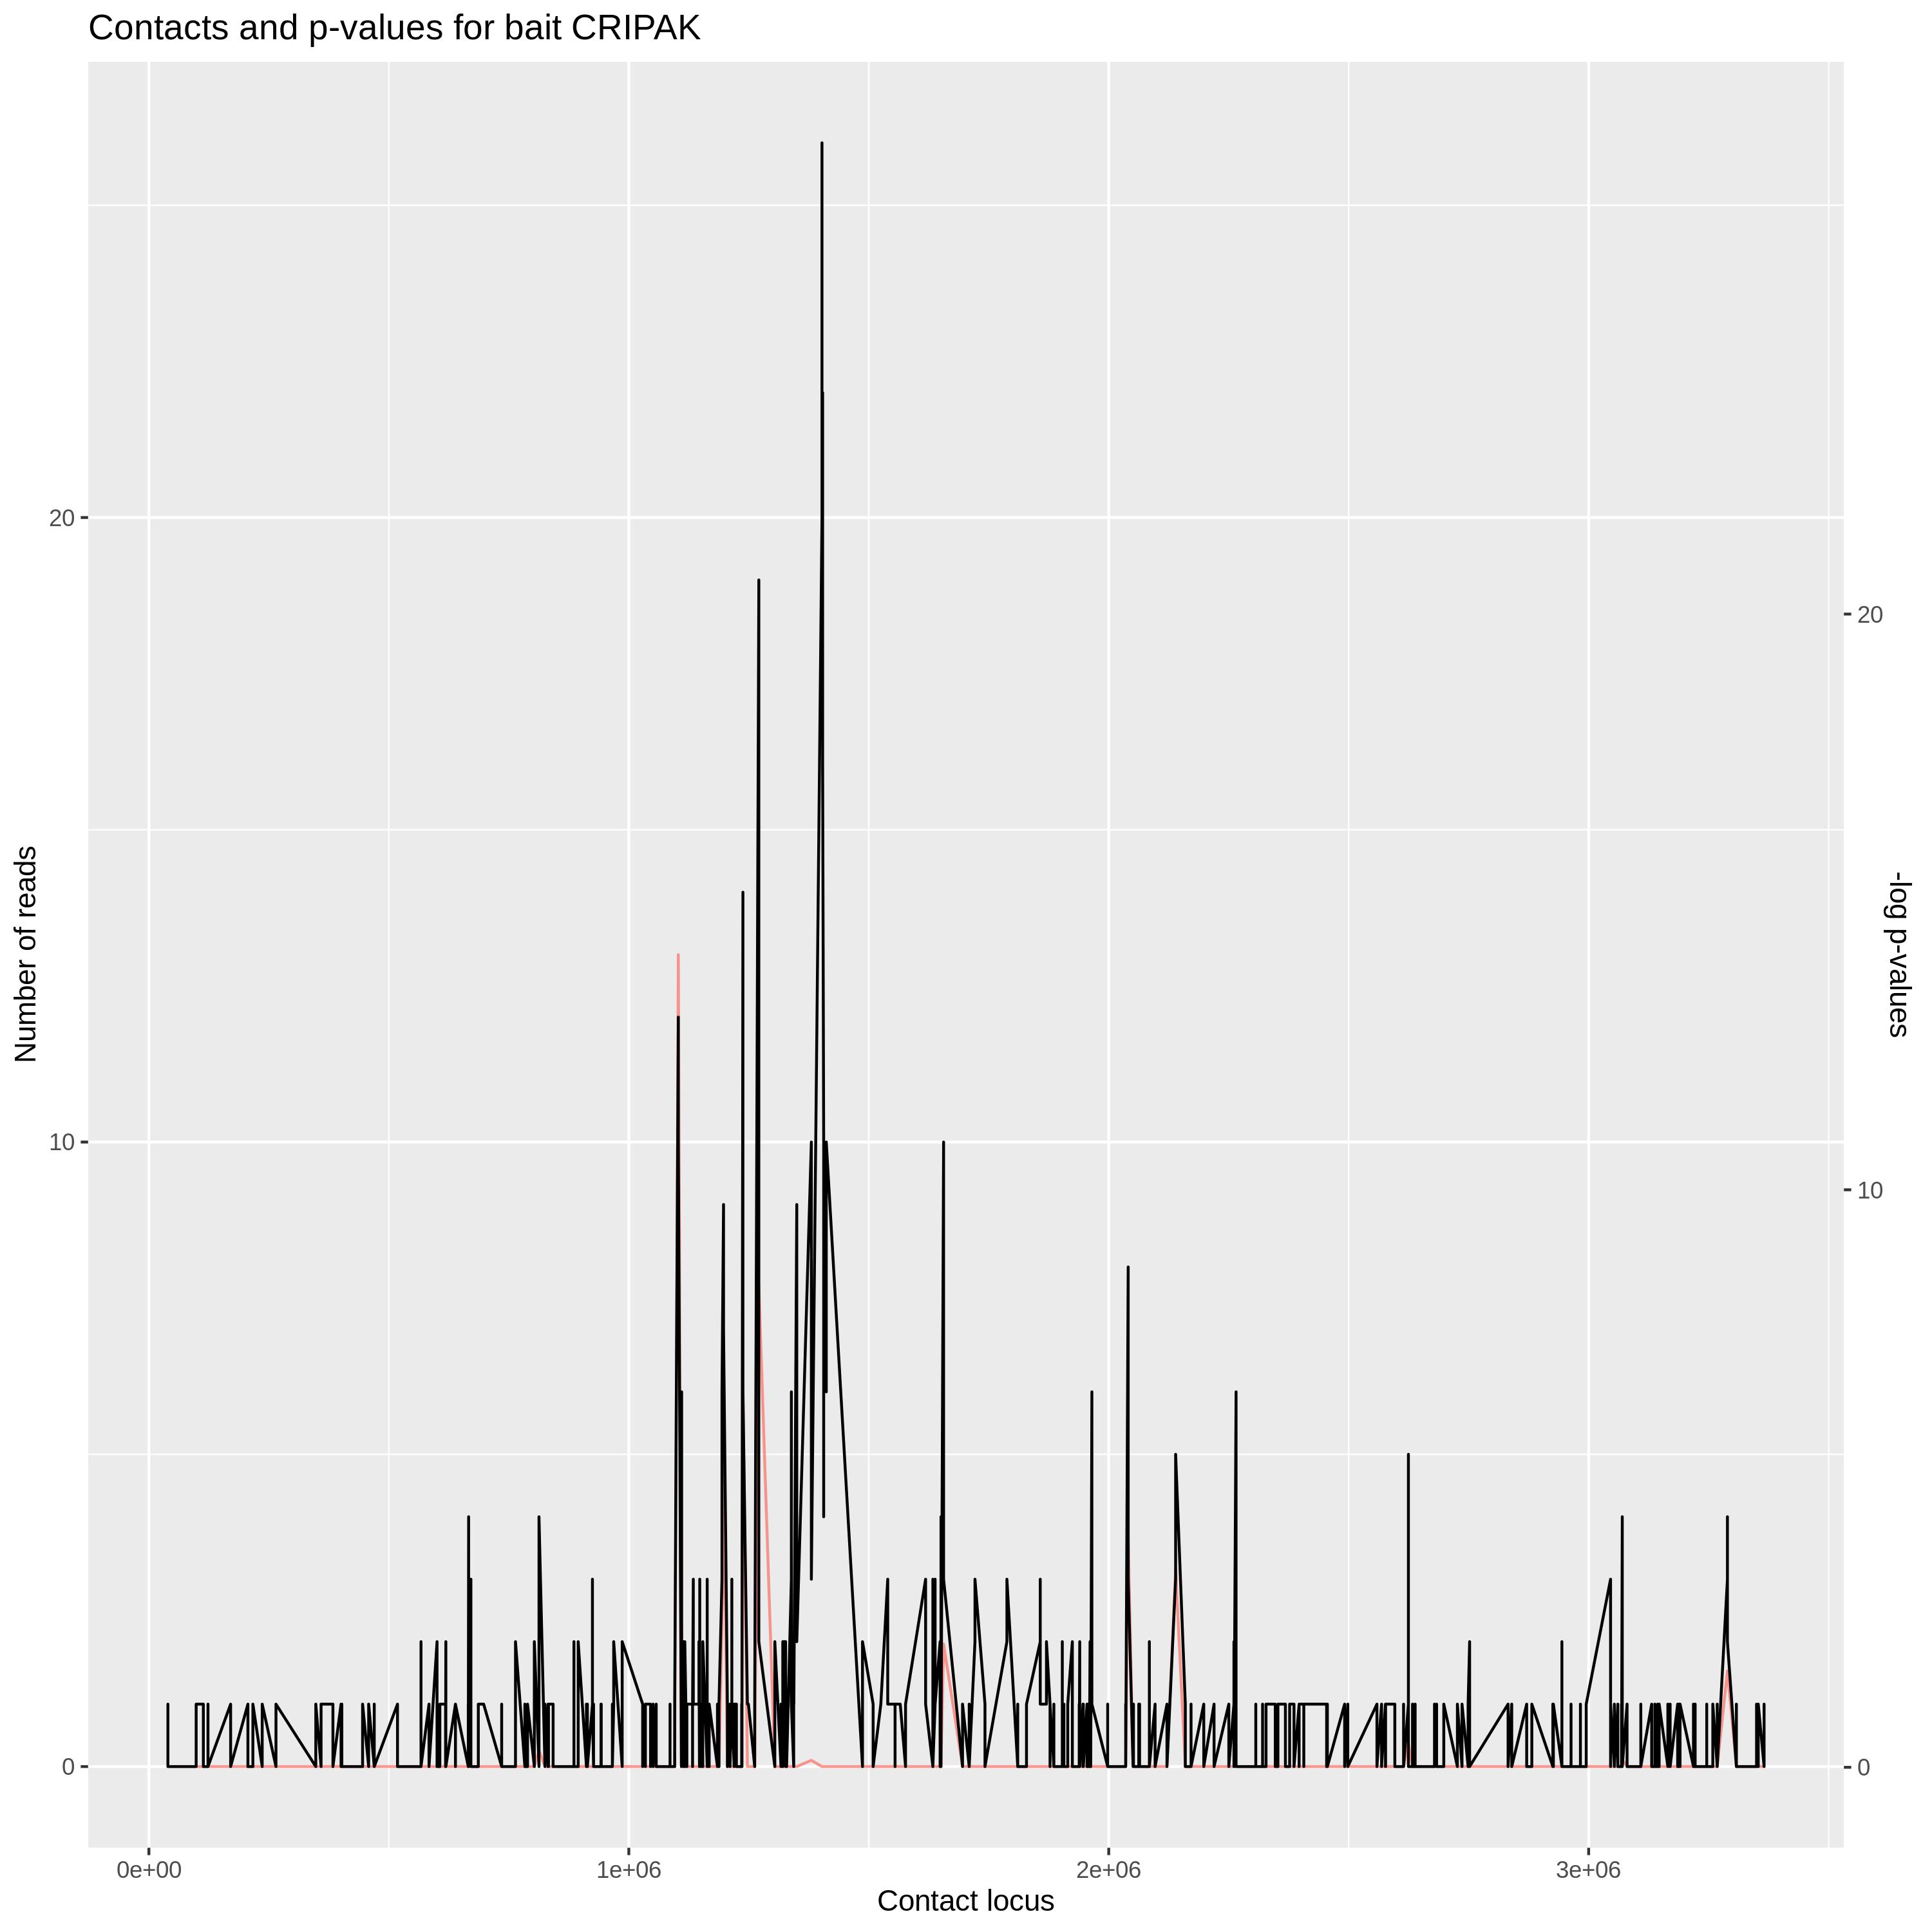 Contacts and p-values for bait CRIPAK
Number of reads
20
10
0
20
10
0
-log p-values
0e+00
1e+06
2e+06
3e+06
Contact locus